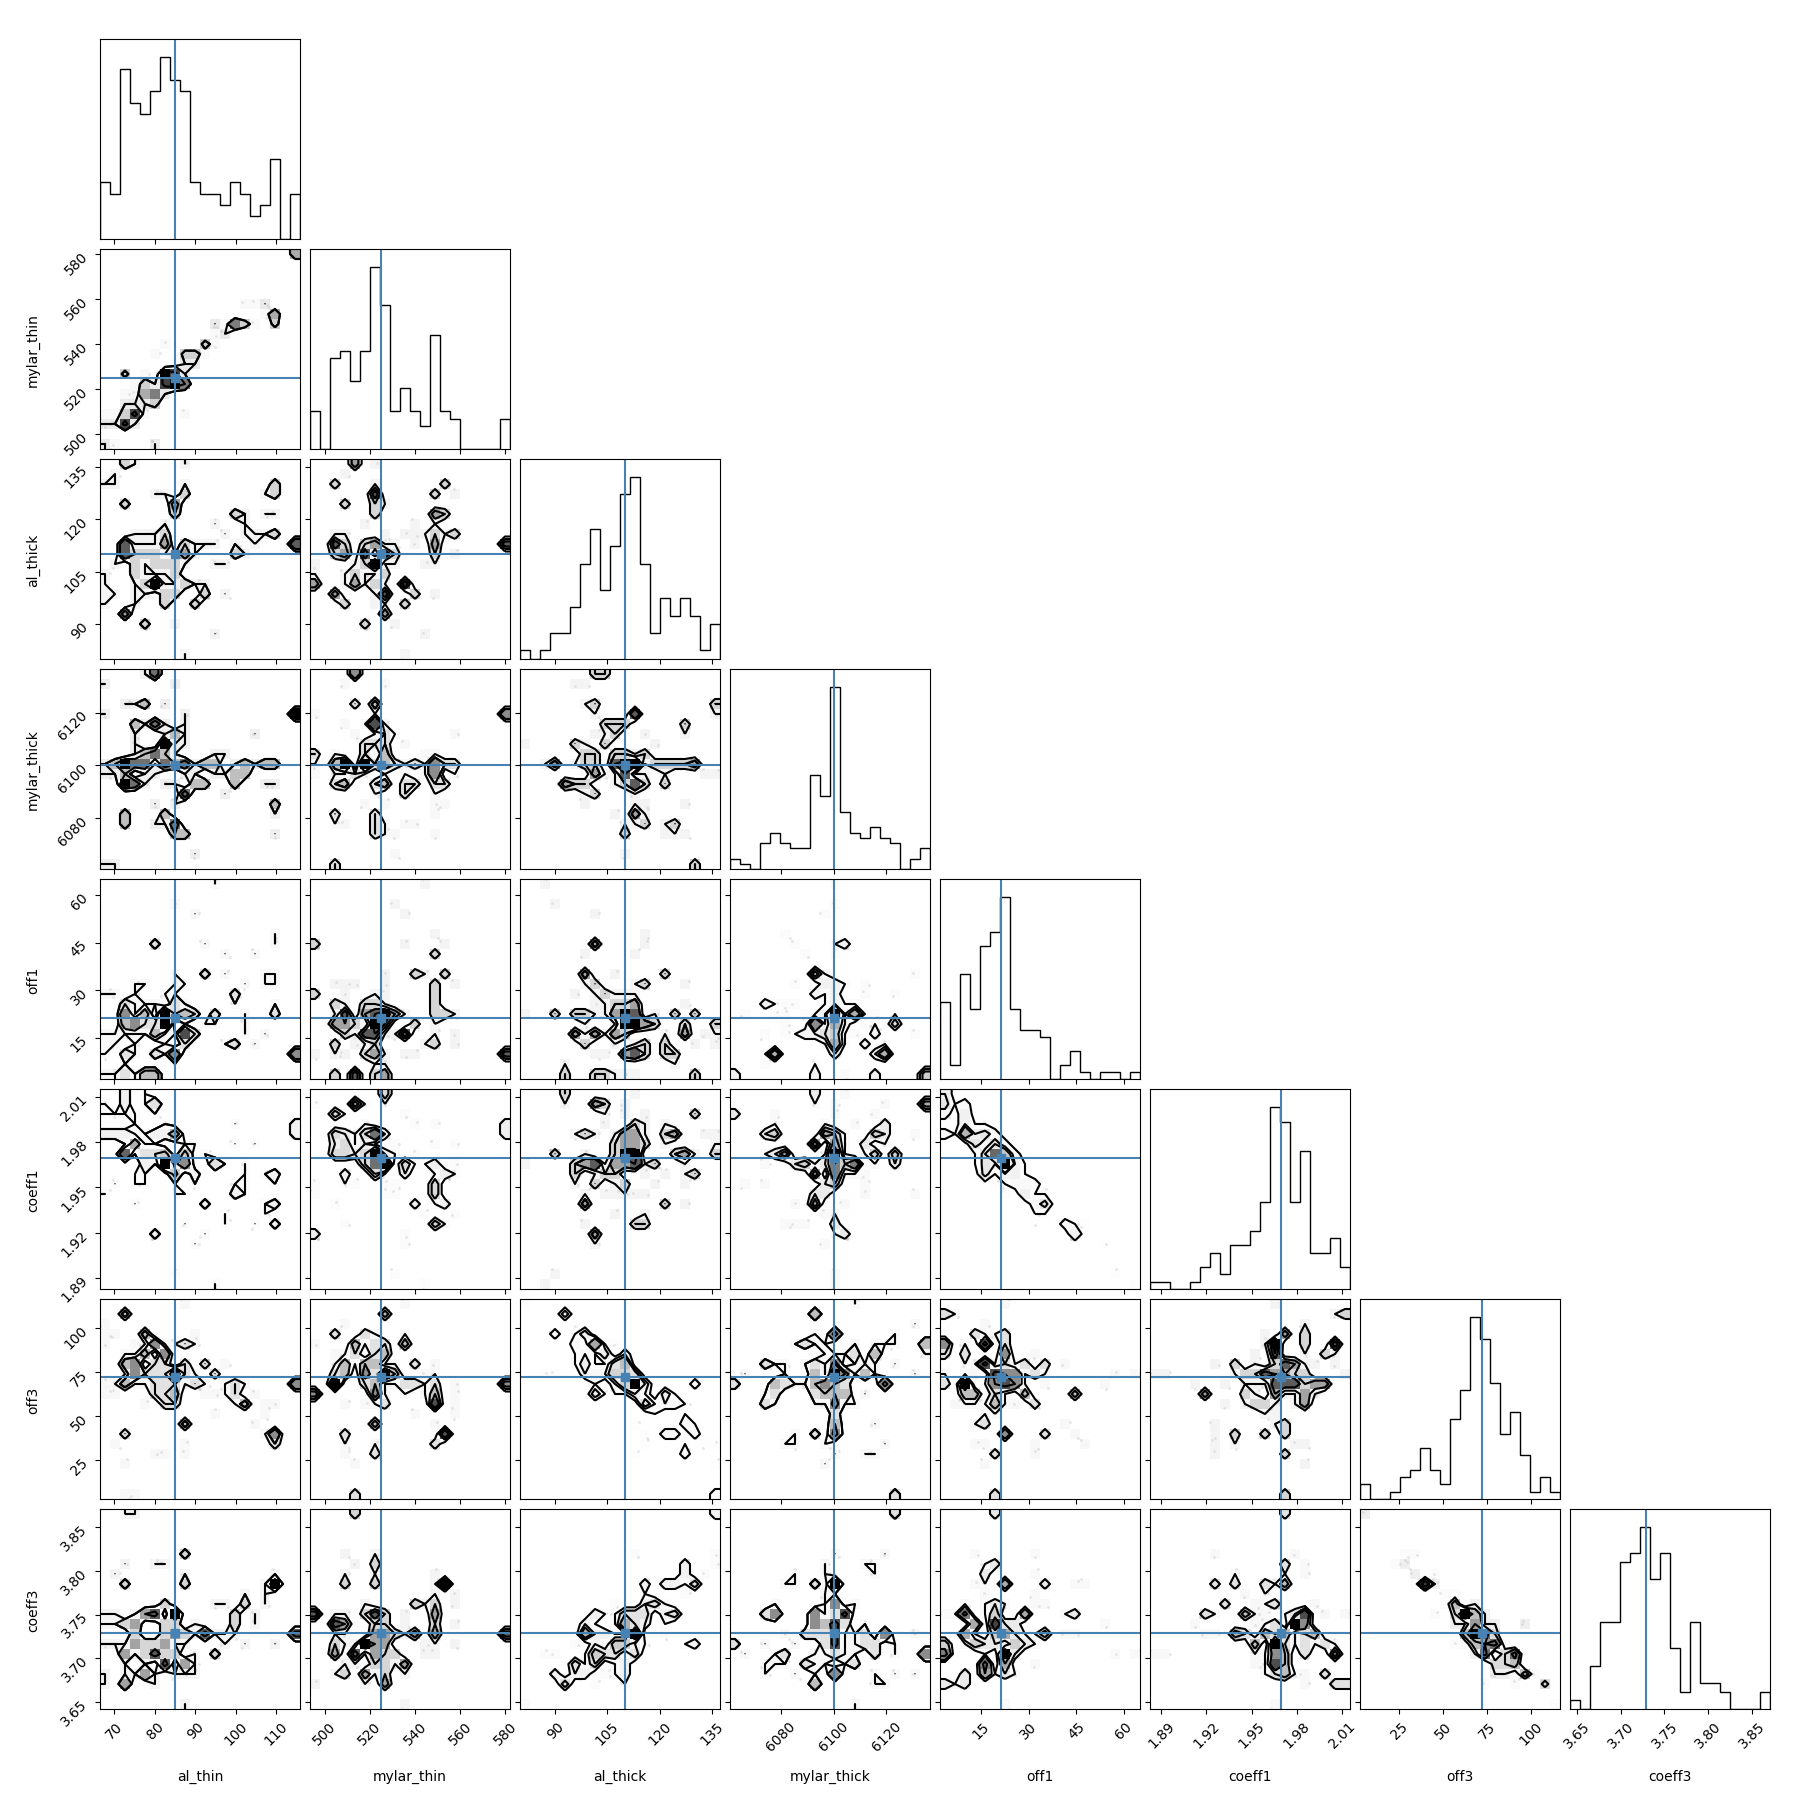 mylar_thin
580
560
540
520
500
al_thick
135
120
105
90
mylar_thick
6120
6100
6080
off1
60
45
30
15
coeff1
2.01
1.98
1.95
1.92
1.89
off3
100
75
50
25
coeff3
3.85
3.80
3.75
3.70
3.65
70 80 90 100 110
500 520 540 560 580
90 105 120 135
6080 6100 6120
15 30 45 60
1.89 1.92 1.95 1.98 2.01
25 50 75 100
3.65 3.70 3.75 3.80 3.85
al_thin mylar_thin al_thick mylar_thick off1 coeff1 off3 coeff3